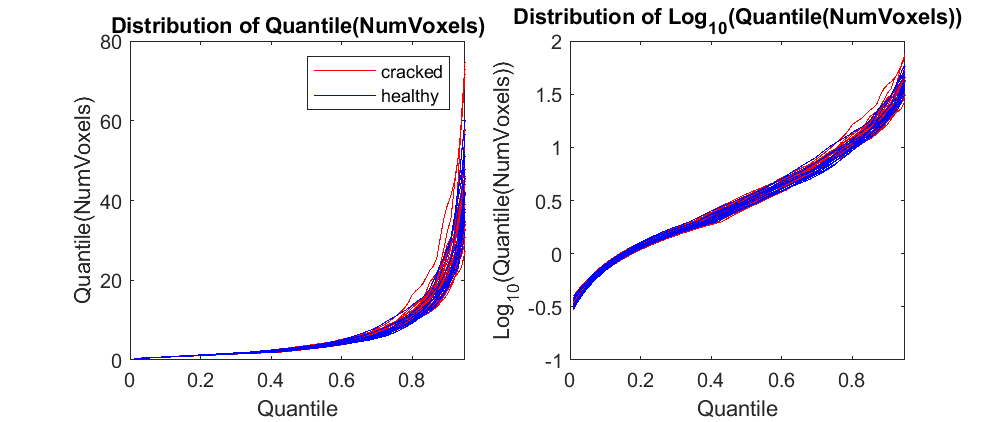 Distribution of Quantile(NumVoxels)
80
60
40
20
0
0
0.2
0.4
0.6
0.8
Quantile(NumVoxels)
Quantile
cracked
healthy
Distribution of Log10(Quantile(NumVoxels))
2
1.5
1
0.5
0
-0.5
-1
0
0.2
0.4
0.6
0.8
Log10(Quantile(NumVoxels))
Quantile